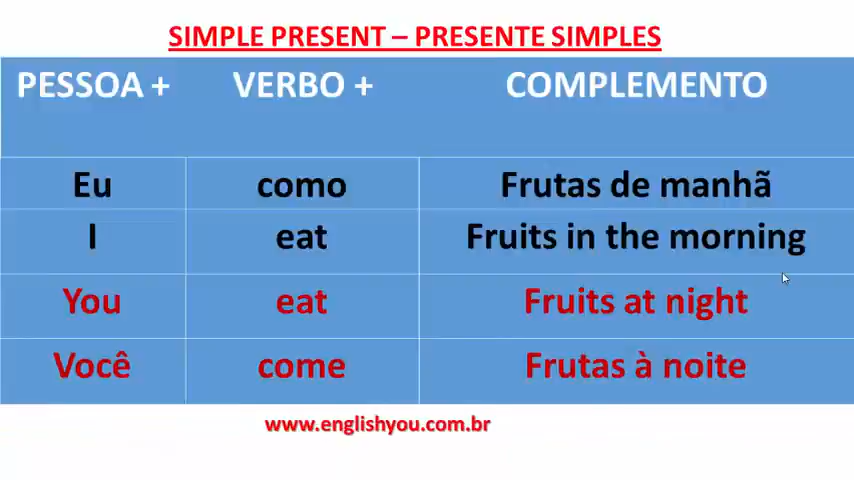 SIMPLE PRESENT – PRESENTE SIMPLES
PESSOA + VERBO + COMPLEMENTO
Eu como Frutas de manhã
I eat Fruits in the morning
You eat Fruits at night
Você come Frutas à noite
www.englishyou.com.br